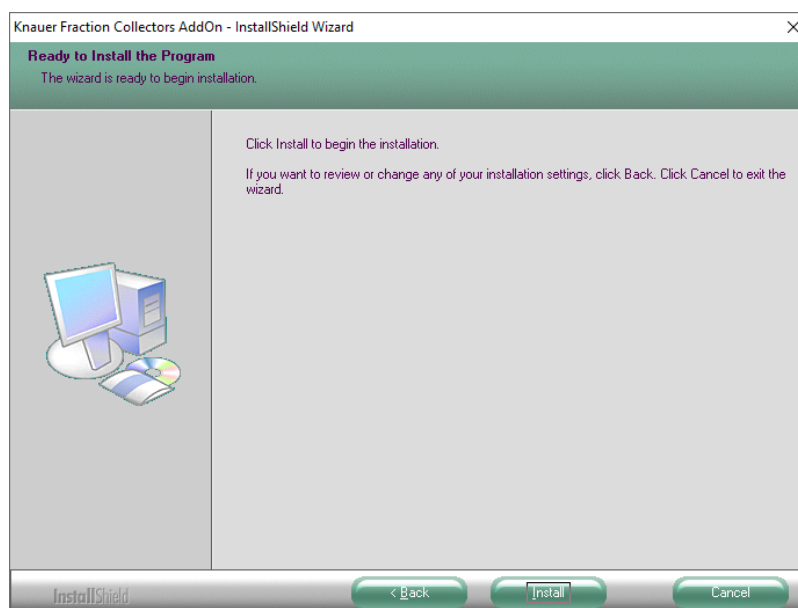 Knauer Fraction Collectors AddOn - InstallShield Wizard
Ready to Install the Program
The wizard is ready to begin installation.
Click Install to begin the installation.
If you want to review or change any of your installation settings, click Back. Click Cancel to exit the
wizard.
InstallShield
< Back
Install
Cancel